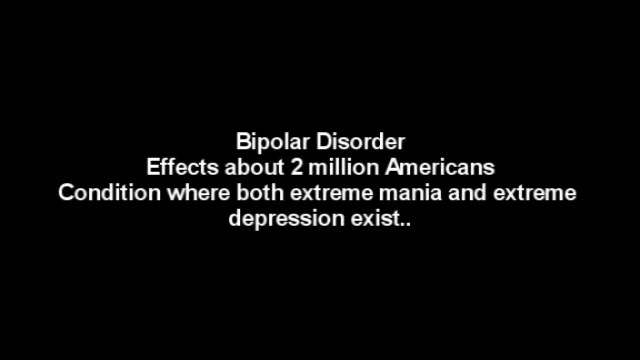 Bipolar Disorder
Effects about 2 million Americans
Condition where both extreme mania and extreme
depression exist..